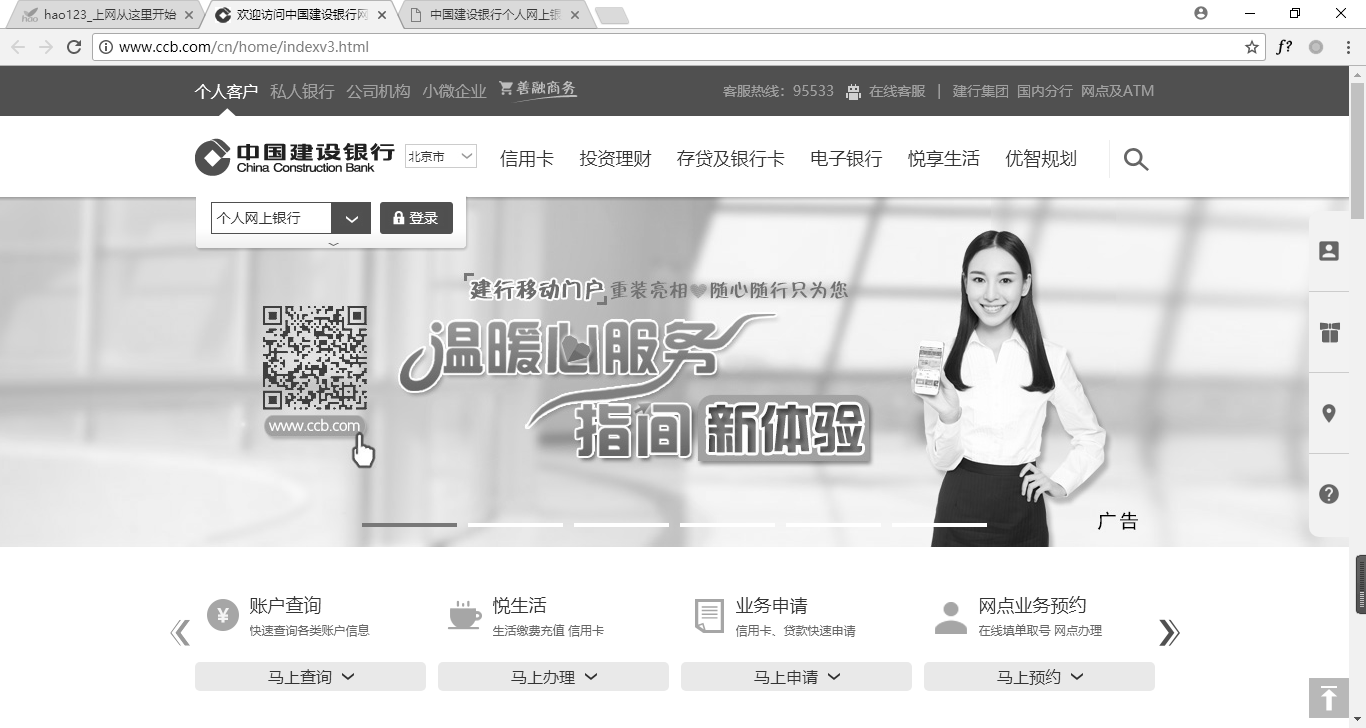 hao123_上网从这里开始
欢迎访问中国建设银行网
中国建设银行个人网上银
www.ccb.com/cn/home/indexv3.html
f?
个人客户 私人银行 公司机构 小微企业 善融商务
客服热线：95533 在线客服 | 建行集团 国内分行 网点及ATM
中国建设银行
China Construction Bank
北京市
信用卡 投资理财 存贷及银行卡 电子银行 悦享生活 优智规划
个人网上银行
登录
建行移动门户 重装亮相 随心随行只为您
温暖心服务
指间 新体验
www.ccb.com
广告
账户查询
快速查询各类账户信息
马上查询
悦生活
生活缴费充值 信用卡
马上办理
业务申请
信用卡、贷款快速申请
马上申请
网点业务预约
在线填单取号 网点办理
马上预约